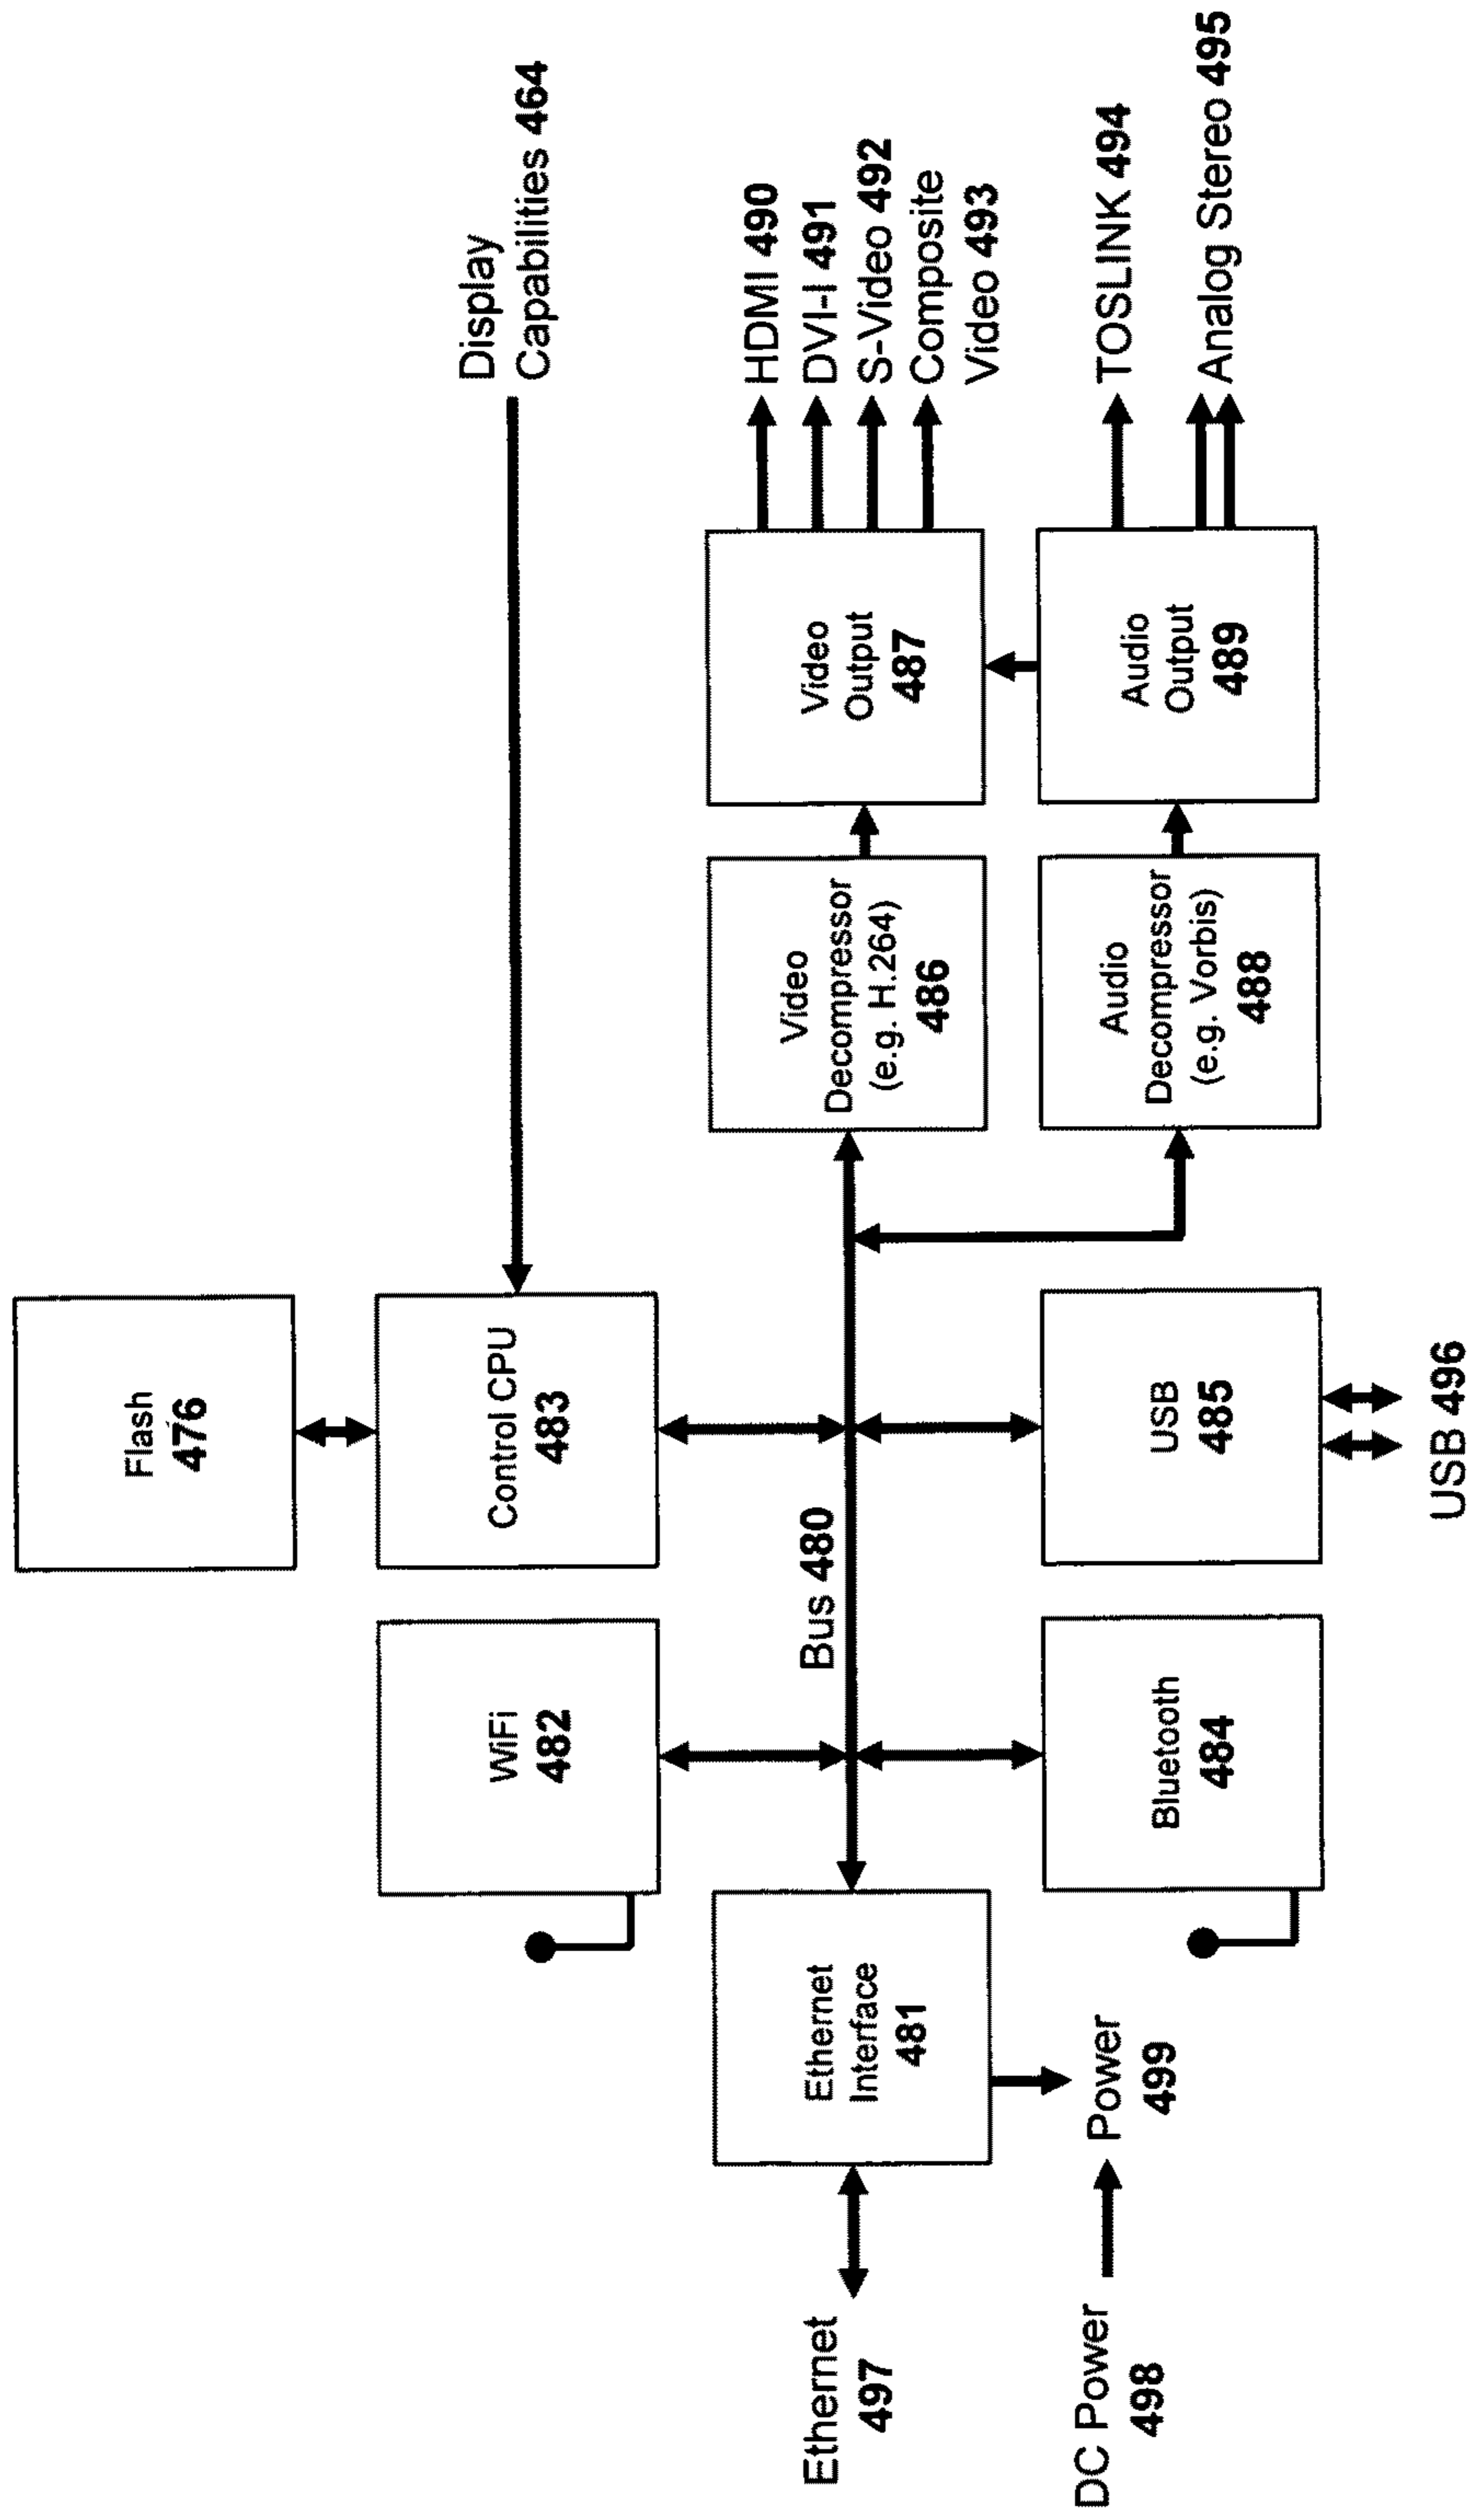 Flash
476
Display
Capabilities 464
WiFi
482
Control CPU
483
Bus 480
Ethernet
497
Ethernet
Interface
481
Video
Decompressor
(e.g. H.264)
486
Video
Output
487
HDMI 490
DVI-I 491
S-Video 492
Composite
Video 493
DC Power
498
Power
499
Bluetooth
484
USB
485
Audio
Decompressor
(e.g. Vorbis)
488
Audio
Output
489
TOSLINK 494
Analog Stereo 495
USB 496